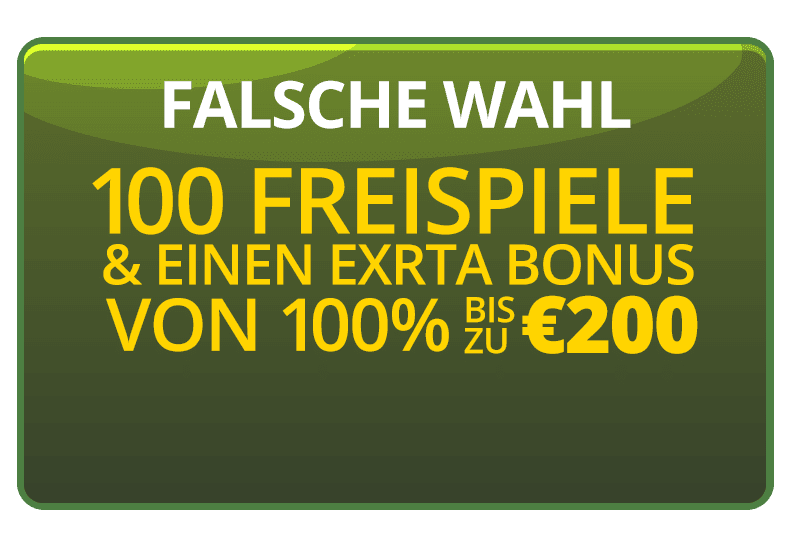 FALSCHE WAHL
100 FREISPIELE
& EINEN EXRTA BONUS
VON 100% BIS ZU €200